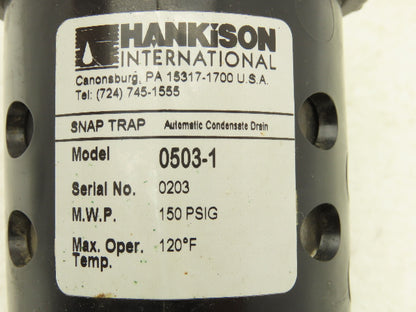 HANKiSON
INTERNATIONAL
Canonsburg, PA 15317-1700 U.S.A.
Tel: (724) 745-1555
SNAP TRAP Automatic Condensate Drain
Model 0503-1
Serial No. 0203
M.W.P. 150 PSIG
Max. Oper. 120°F
Temp.